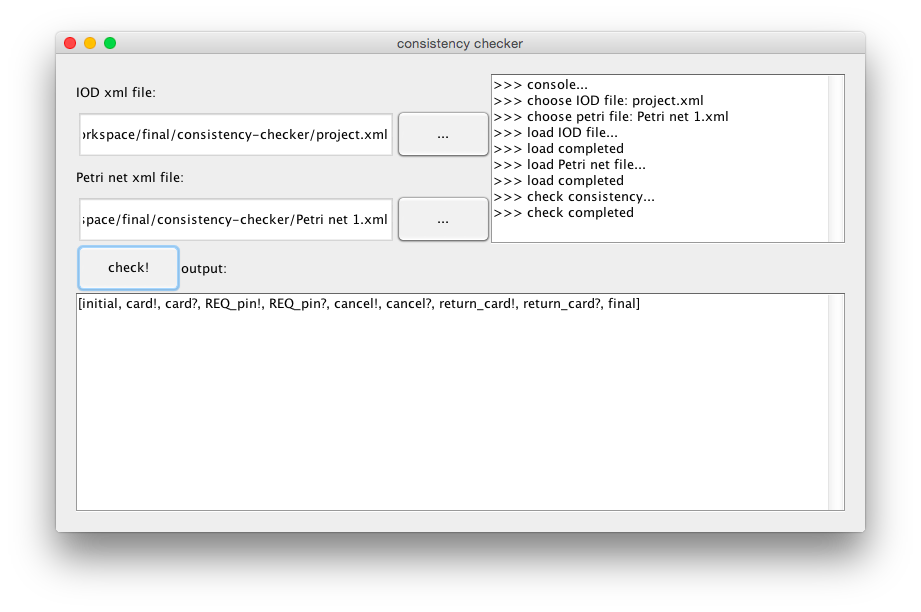 consistency checker
IOD xml file:
orkspace/final/consistency-checker/project.xml
...
Petri net xml file:
space/final/consistency-checker/Petri net 1.xml
...
>>> console...
>>> choose IOD file: project.xml
>>> choose petri file: Petri net 1.xml
>>> load IOD file...
>>> load completed
>>> load Petri net file...
>>> load completed
>>> check consistency...
>>> check completed
check!
output:
[initial, card!, card?, REQ_pin!, REQ_pin?, cancel!, cancel?, return_card!, return_card?, final]